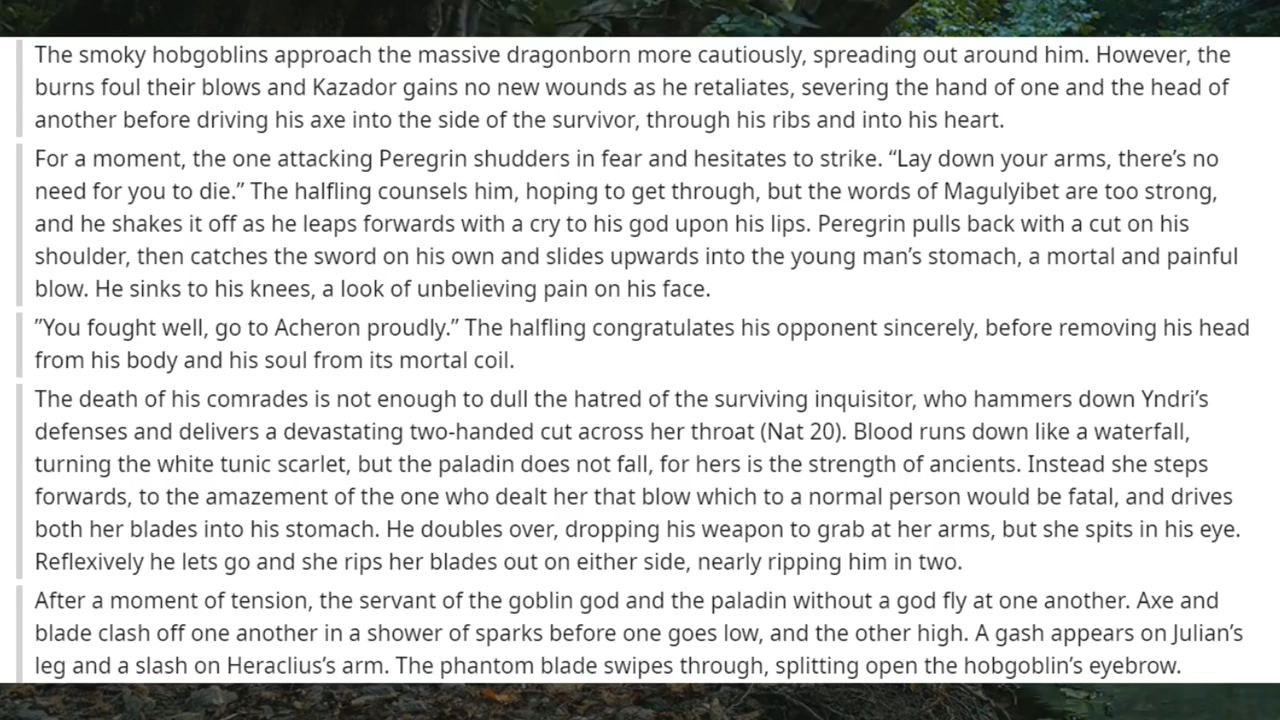 The smoky hobgoblins approach the massive dragonborn more cautiously, spreading out around him. However, the
burns foul their blows and Kazador gains no new wounds as he retaliates, severing the hand of one and the head of
another before driving his axe into the side of the survivor, through his ribs and into his heart.
For a moment, the one attacking Peregrin shudders in fear and hesitates to strike. “Lay down your arms, there’s no
need for you to die.” The halfling counsels him, hoping to get through, but the words of Magulyibet are too strong,
and he shakes it off as he leaps forwards with a cry to his god upon his lips. Peregrin pulls back with a cut on his
shoulder, then catches the sword on his own and slides upwards into the young man’s stomach, a mortal and painful
blow. He sinks to his knees, a look of unbelieving pain on his face.
”You fought well, go to Acheron proudly.” The halfling congratulates his opponent sincerely, before removing his head
from his body and his soul from its mortal coil.
The death of his comrades is not enough to dull the hatred of the surviving inquisitor, who hammers down Yndri’s
defenses and delivers a devastating two-handed cut across her throat (Nat 20). Blood runs down like a waterfall,
turning the white tunic scarlet, but the paladin does not fall, for hers is the strength of ancients. Instead she steps
forwards, to the amazement of the one who dealt her that blow which to a normal person would be fatal, and drives
both her blades into his stomach. He doubles over, dropping his weapon to grab at her arms, but she spits in his eye.
Reflexively he lets go and she rips her blades out on either side, nearly ripping him in two.
After a moment of tension, the servant of the goblin god and the paladin without a god fly at one another. Axe and
blade clash off one another in a shower of sparks before one goes low, and the other high. A gash appears on Julian’s
leg and a slash on Heraclius’s arm. The phantom blade swipes through, splitting open the hobgoblin’s eyebrow.